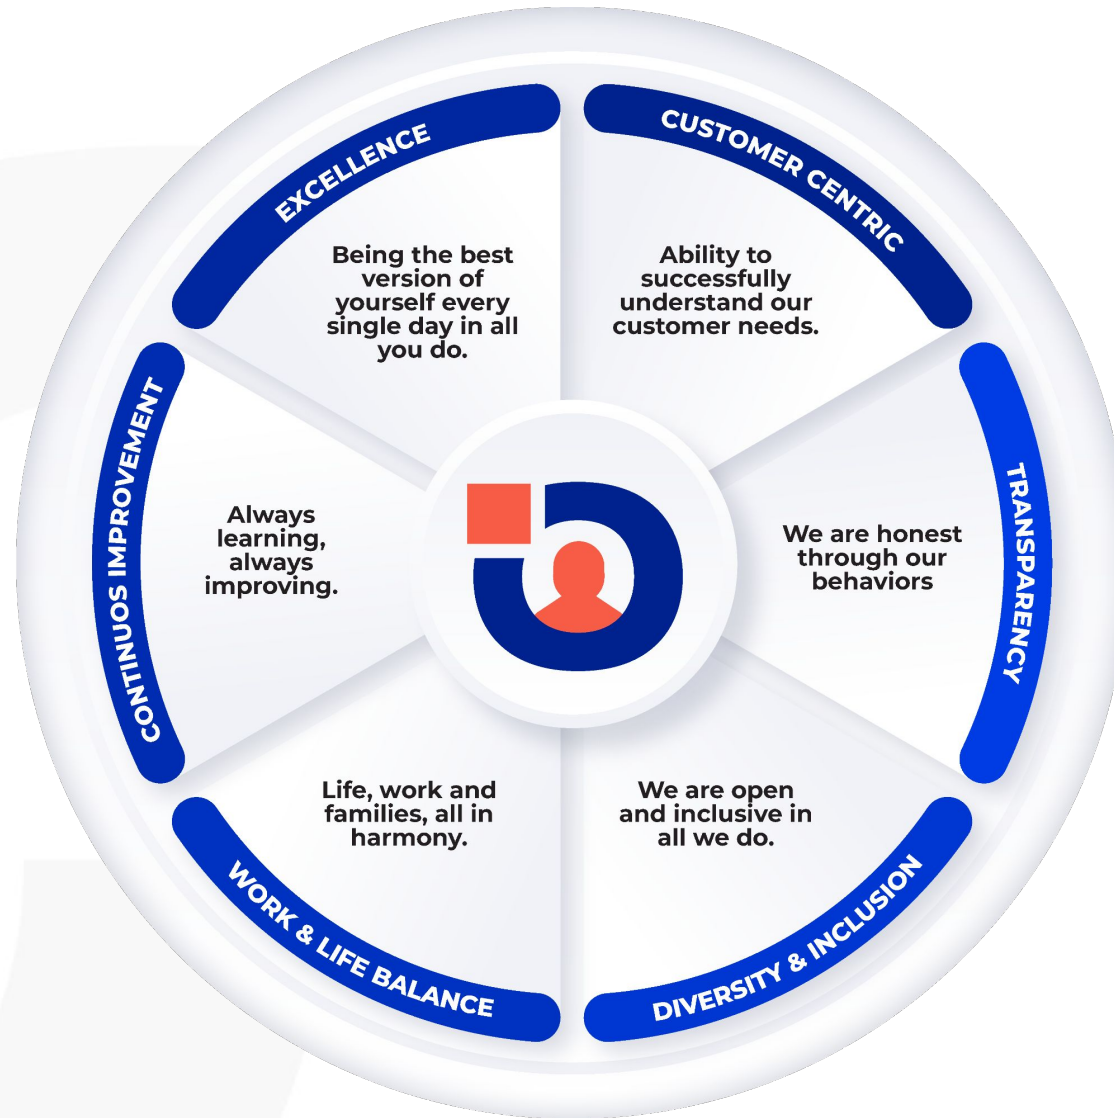 EXCELLENCE
Being the best
version of
yourself every
single day in all
you do.
CUSTOMER CENTRIC
Ability to
successfully
understand our
customer needs.
TRANSPARENCY
We are honest
through our
behaviors
DIVERSITY & INCLUSION
We are open
and inclusive in
all we do.
WORK & LIFE BALANCE
Life, work and
families, all in
harmony.
CONTINUOS IMPROVEMENT
Always
learning,
always
improving.